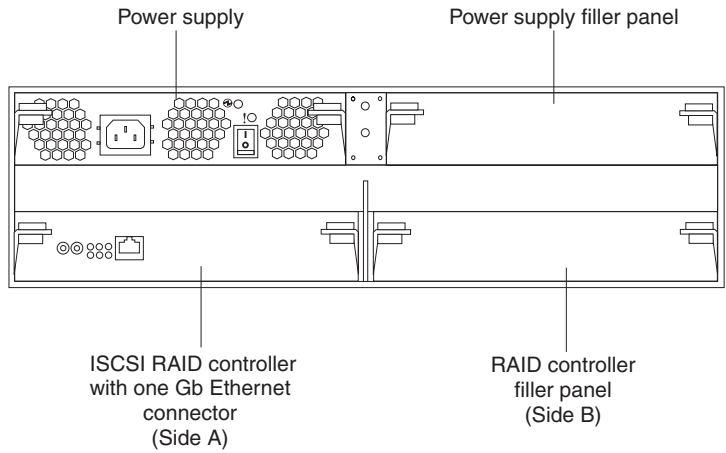 Power supply
Power supply filler panel
!
I
O
ISCSI RAID controller
with one Gb Ethernet
connector
(Side A)
RAID controller
filler panel
(Side B)